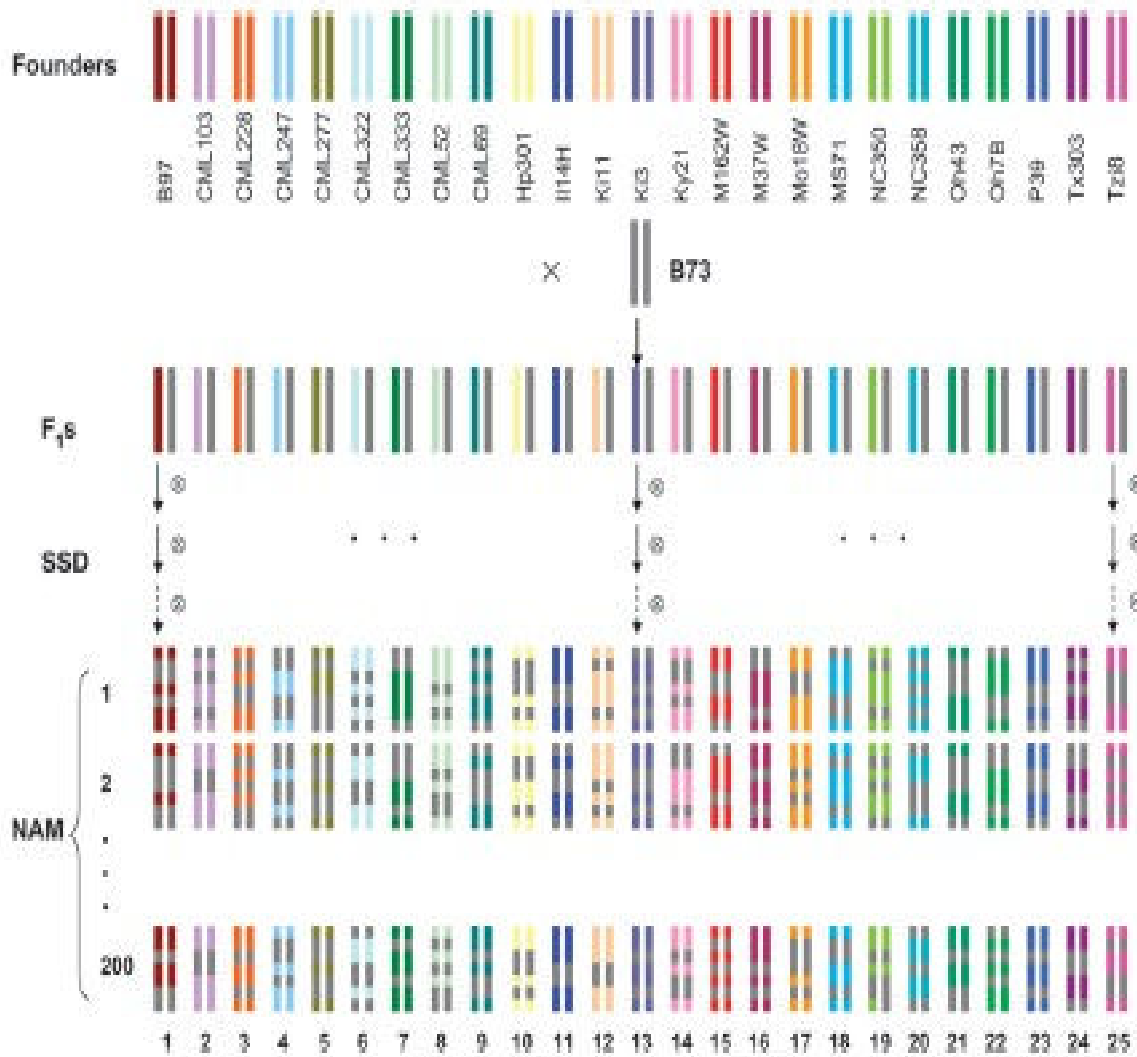 Founders
B97 CML103 CML228 CML247 CML277 CML322 CML333 CML52 CML69 Hp301 Il14H Ki11 Ki3 Ky21 M162W M37W Mo18W MS71 NC350 NC358 Oh43 Oh7B P39 Tx303 Tzi8
× B73
F1s
SSD
1
2
NAM
200
1 2 3 4 5 6 7 8 9 10 11 12 13 14 15 16 17 18 19 20 21 22 23 24 25